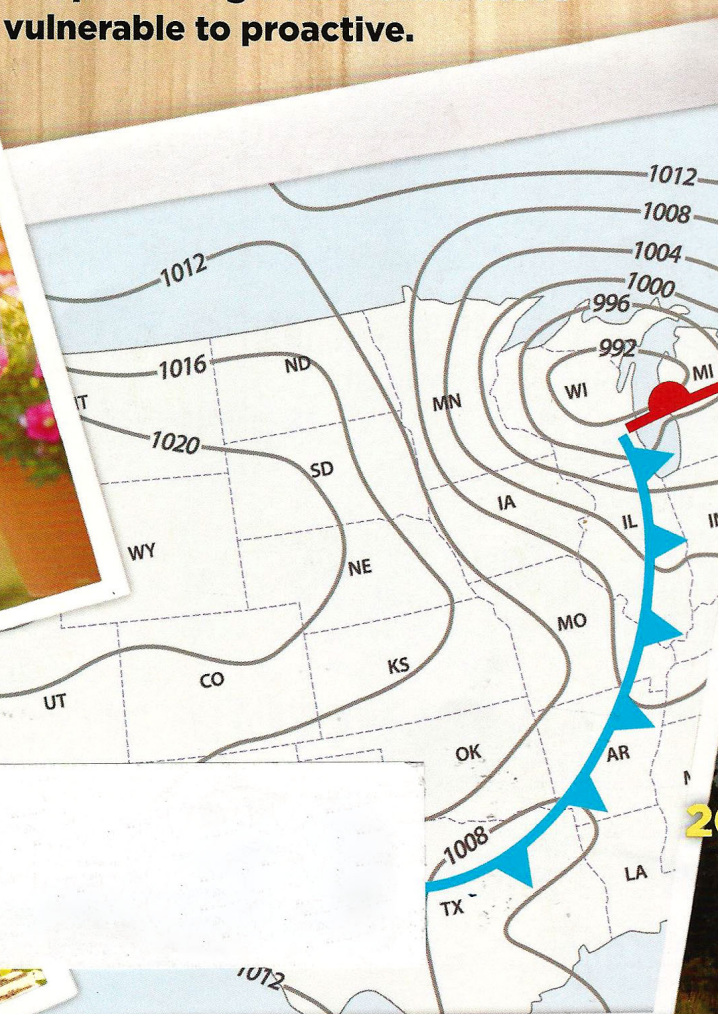 vulnerable to proactive.
1012
1008
1004
1000
996
992
1012
1016
ND
MN
WI
MI
1020
SD
IA
IL
WY
NE
MO
UT
CO
KS
OK
AR
1008
TX
LA
1012